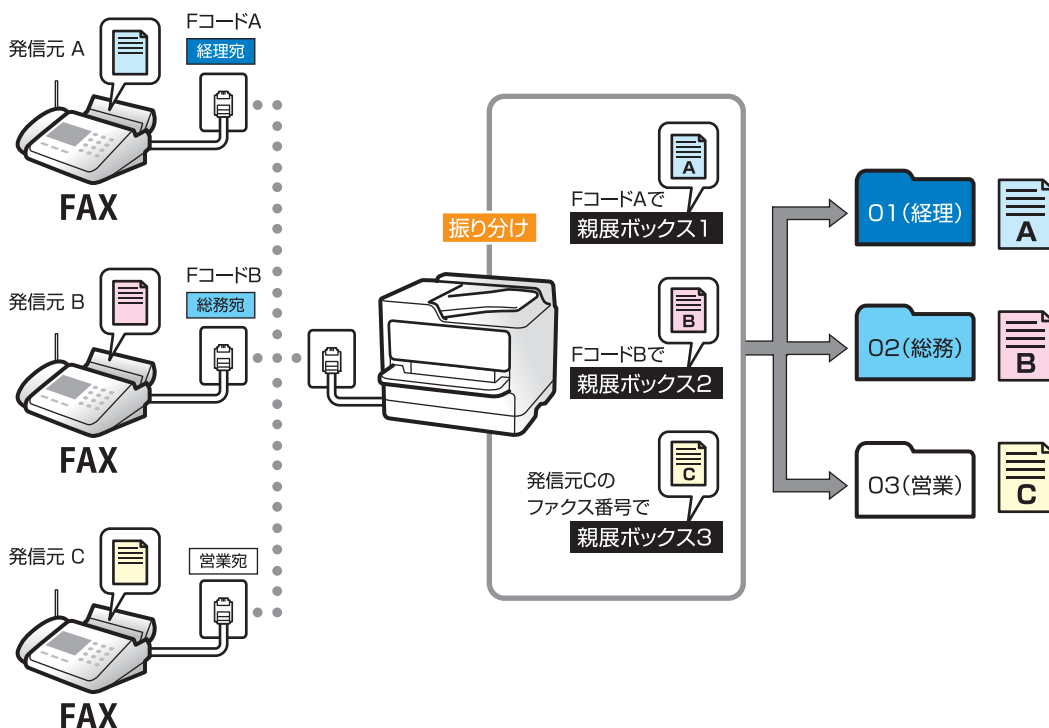 発信元 A
FコードA
経理宛
FAX
発信元 B
FコードB
総務宛
FAX
発信元 C
営業宛
FAX
振り分け
A
FコードAで
親展ボックス1
B
FコードBで
親展ボックス2
C
発信元Cの
ファクス番号で
親展ボックス3
01(経理)
A
02(総務)
B
03(営業)
C